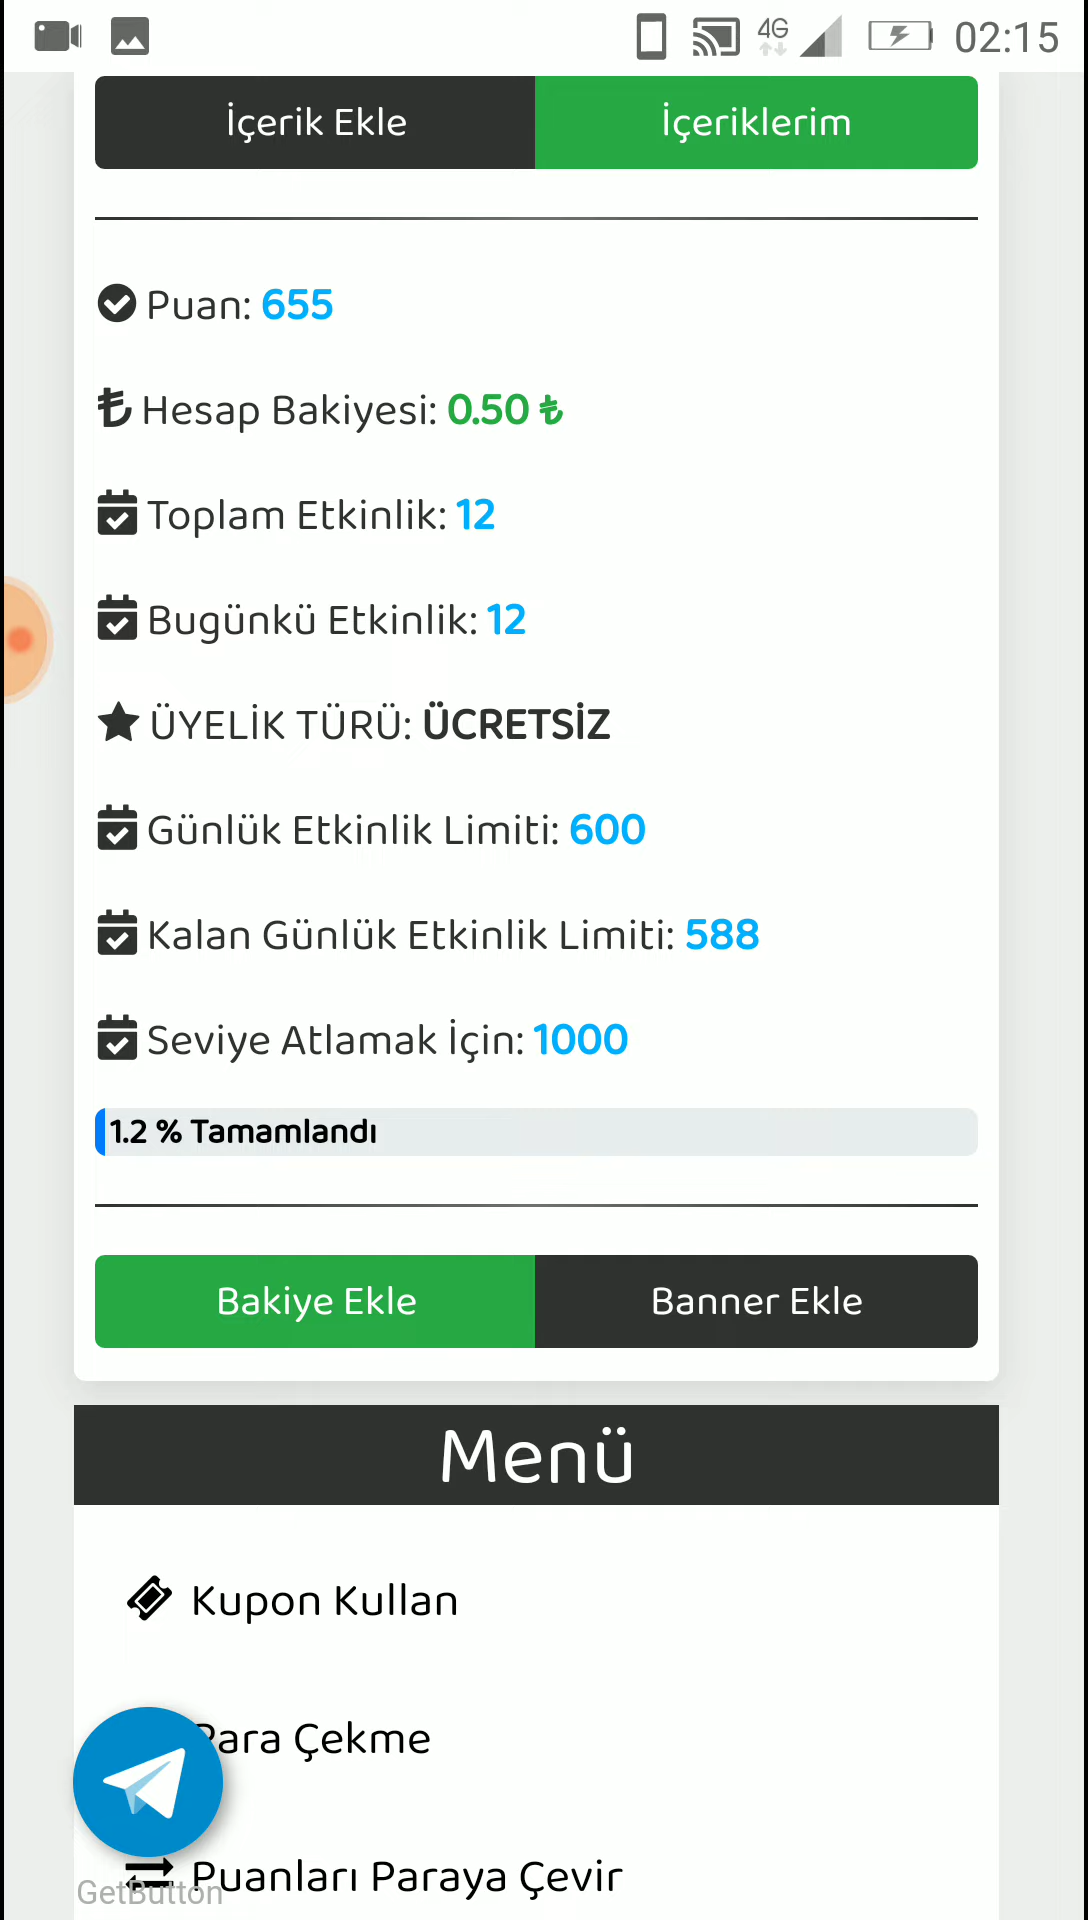 4G 02:15
İçerik Ekle İçeriklerim
Puan: 655
Hesap Bakiyesi: 0.50 ₺
Toplam Etkinlik: 12
Bugünkü Etkinlik: 12
ÜYELİK TÜRÜ: ÜCRETSİZ
Günlük Etkinlik Limiti: 600
Kalan Günlük Etkinlik Limiti: 588
Seviye Atlamak İçin: 1000
1.2 % Tamamlandı
Bakiye Ekle Banner Ekle
Menü
Kupon Kullan
Para Çekme
Puanları Paraya Çevir
GetButton